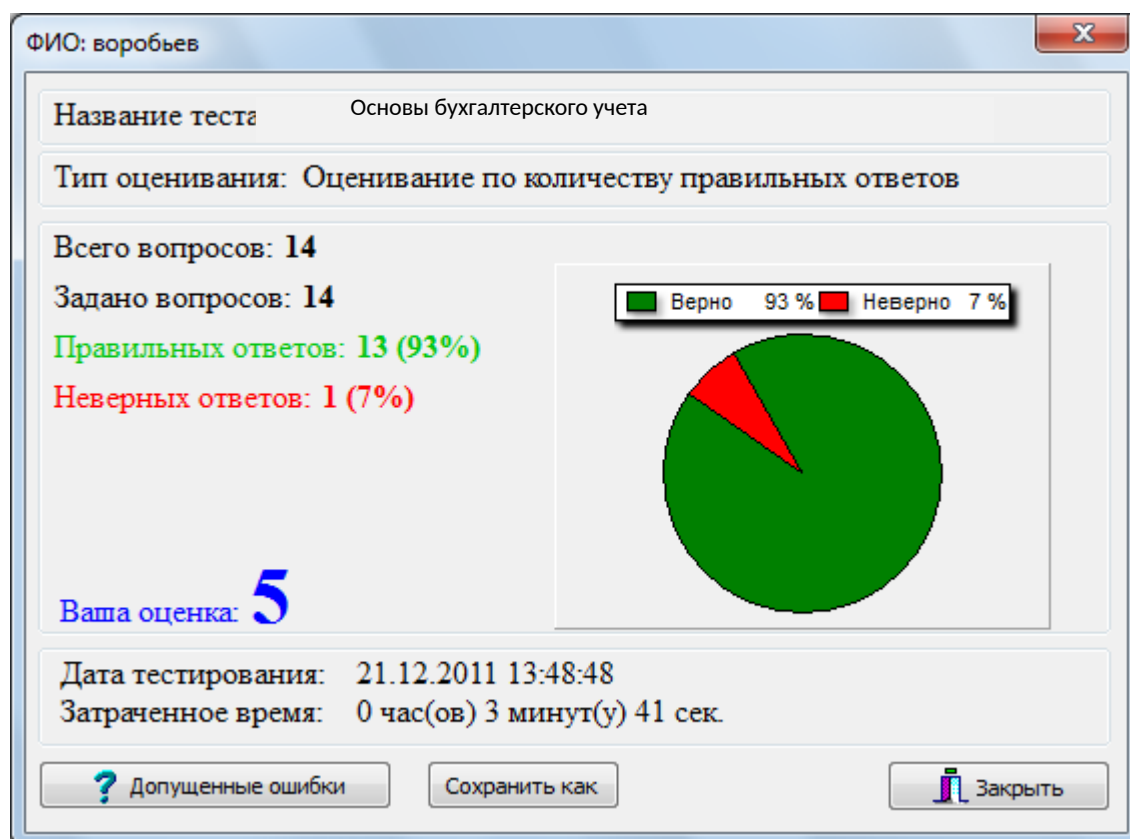 ФИО: воробьев
Название теста Основы бухгалтерского учета
Тип оценивания: Оценивание по количеству правильных ответов
Всего вопросов: 14
Задано вопросов: 14
Правильных ответов: 13 (93%)
Неверных ответов: 1 (7%)
Верно 93 % Неверно 7 %
Ваша оценка: 5
Дата тестирования: 21.12.2011 13:48:48
Затраченное время: 0 час(ов) 3 минут(у) 41 сек.
? Допущенные ошибки
Сохранить как
Закрыть